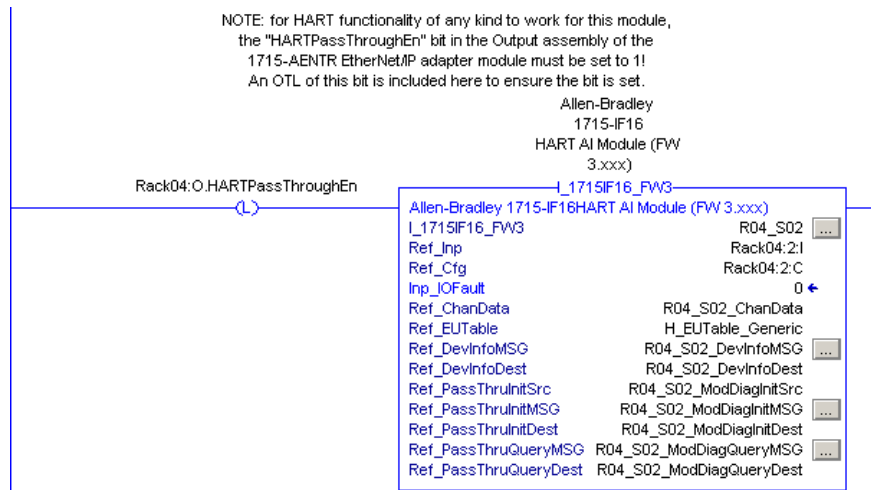 NOTE: for HART functionality of any kind to work for this module,
the "HARTPassThroughEn" bit in the Output assembly of the
1715-AENTR EtherNet/IP adapter module must be set to 1!
An OTL of this bit is included here to ensure the bit is set.
Allen-Bradley
1715-IF16
HART AI Module (FW
3.xxx)
Rack04:O.HARTPassThroughEn
L
I_1715IF16_FW3
Allen-Bradley 1715-IF16HART AI Module (FW 3.xxx)
I_1715IF16_FW3 R04_S02 ...
Ref_Inp Rack04:2:I
Ref_Cfg Rack04:2:C
Inp_IOFault 0
Ref_ChanData R04_S02_ChanData
Ref_EUTable H_EUTable_Generic
Ref_DevInfoMSG R04_S02_DevInfoMSG ...
Ref_DevInfoDest R04_S02_DevInfoDest
Ref_PassThruInitSrc R04_S02_ModDiagInitSrc
Ref_PassThruInitMSG R04_S02_ModDiagInitMSG ...
Ref_PassThruInitDest R04_S02_ModDiagInitDest
Ref_PassThruQueryMSG R04_S02_ModDiagQueryMSG ...
Ref_PassThruQueryDest R04_S02_ModDiagQueryDest